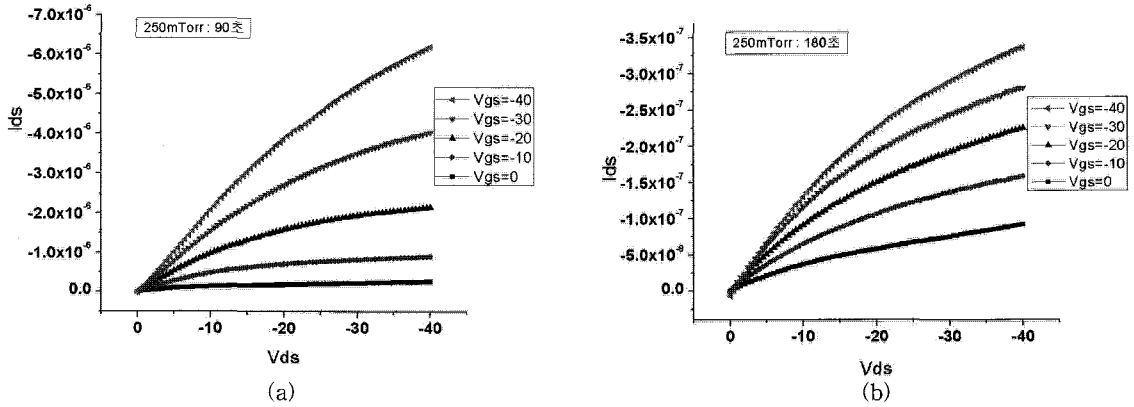 250mTorr : 90초
-7.0x10⁻⁶
-6.0x10⁻⁶
-5.0x10⁻⁶
-4.0x10⁻⁶
-3.0x10⁻⁶
-2.0x10⁻⁶
-1.0x10⁻⁶
0.0
Ids
0 -10 -20 -30 -40
Vds
Vgs=-40
Vgs=-30
Vgs=-20
Vgs=-10
Vgs=0
(a)
250mTorr : 180초
-3.5x10⁻⁷
-3.0x10⁻⁷
-2.5x10⁻⁷
-2.0x10⁻⁷
-1.5x10⁻⁷
-1.0x10⁻⁷
-5.0x10⁻⁸
0.0
Ids
0 -10 -20 -30 -40
Vds
Vgs=-40
Vgs=-30
Vgs=-20
Vgs=-10
Vgs=0
(b)